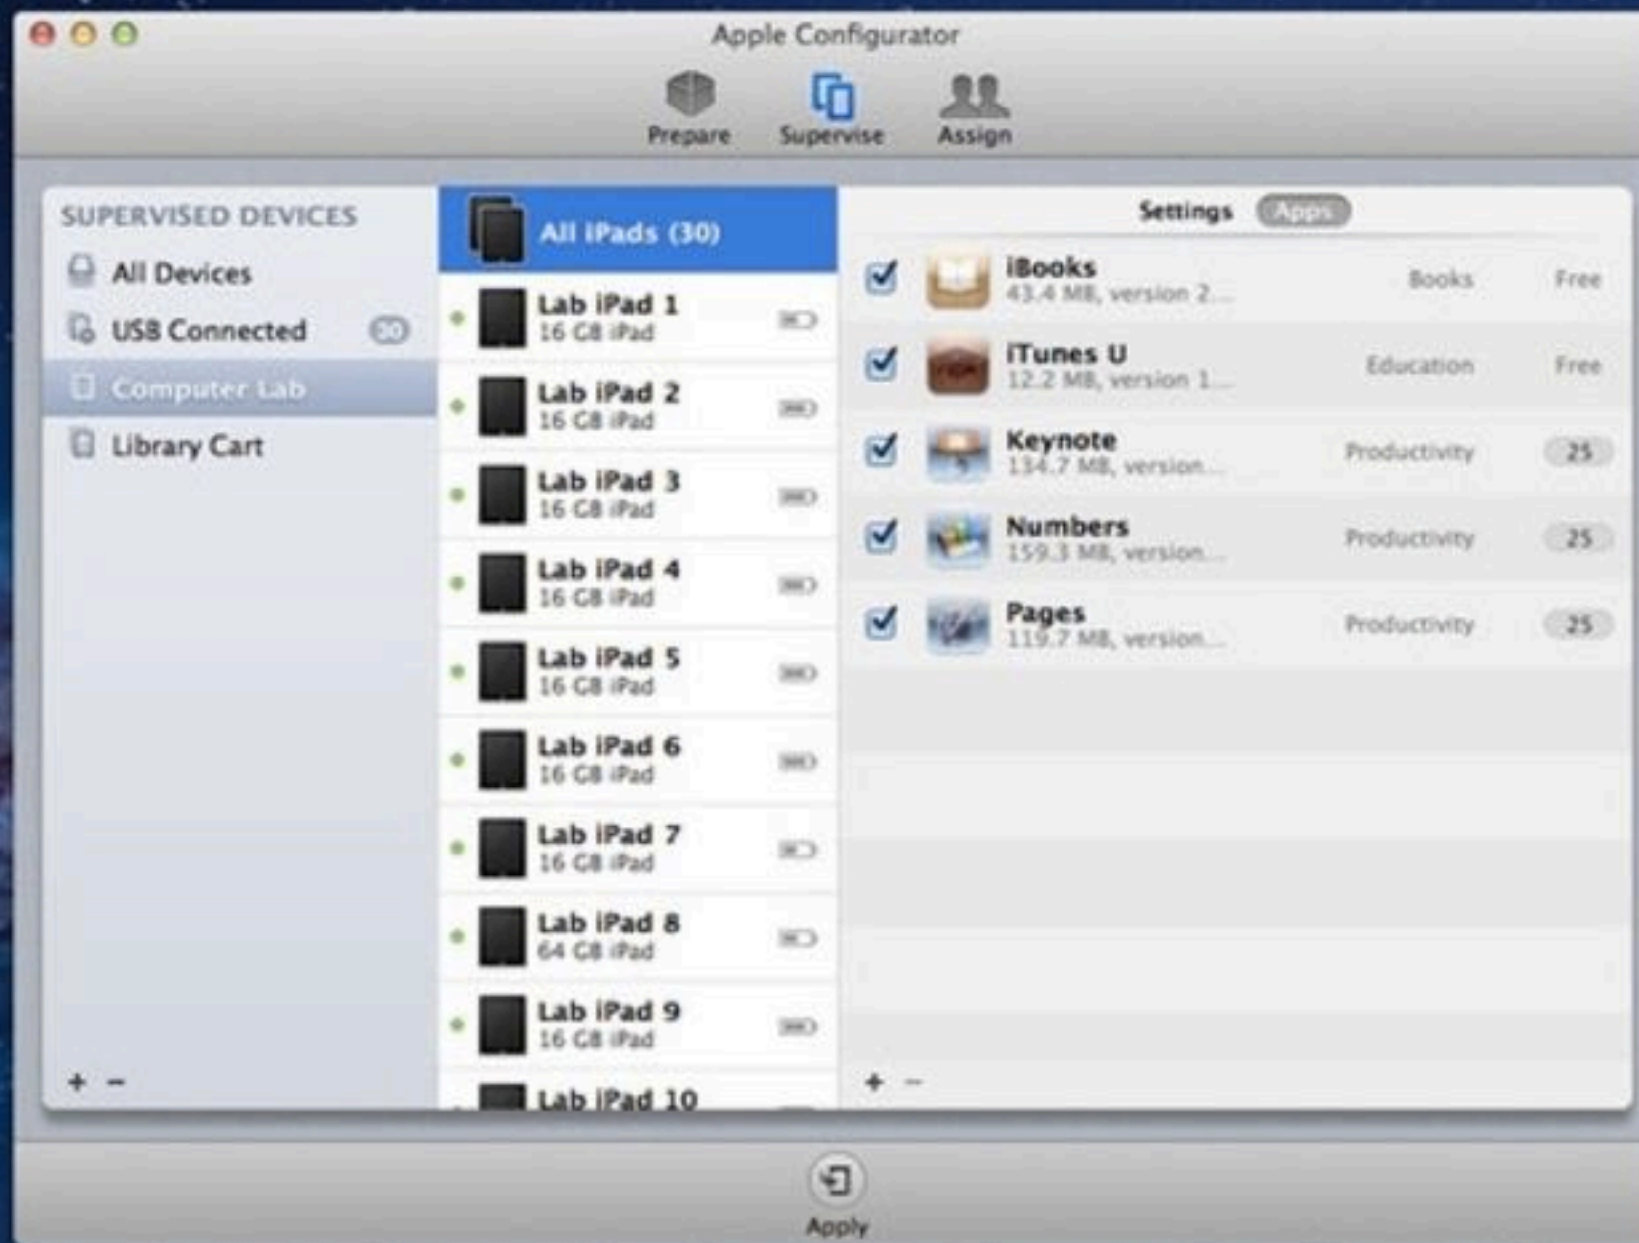 Apple Configurator
Prepare
Supervise
Assign
SUPERVISED DEVICES
All Devices
USB Connected 30
Computer Lab
Library Cart
+ −
All iPads (30)
Lab iPad 1
16 GB iPad
Lab iPad 2
16 GB iPad
Lab iPad 3
16 GB iPad
Lab iPad 4
16 GB iPad
Lab iPad 5
16 GB iPad
Lab iPad 6
16 GB iPad
Lab iPad 7
16 GB iPad
Lab iPad 8
64 GB iPad
Lab iPad 9
16 GB iPad
Lab iPad 10
Settings Apps
iBooks Books Free
43.4 MB, version 2...
iTunes U Education Free
12.2 MB, version 1...
Keynote Productivity 25
134.7 MB, version...
Numbers Productivity 25
159.3 MB, version...
Pages Productivity 25
119.7 MB, version...
+ −
Apply